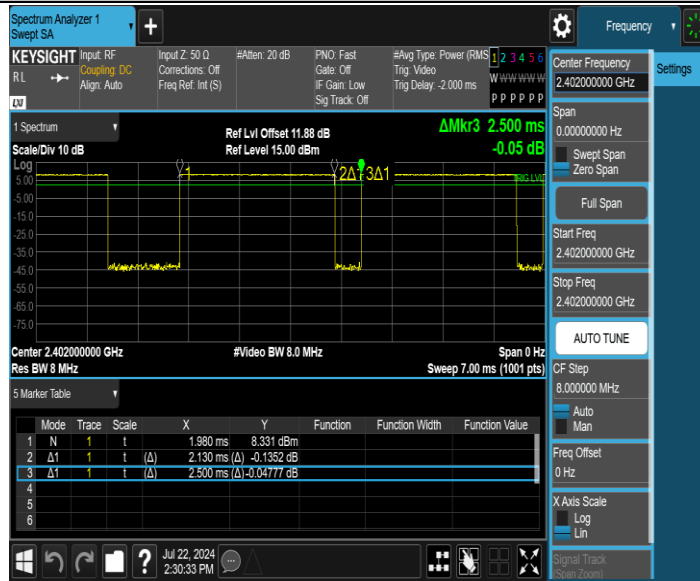 Spectrum Analyzer 1
Swept SA
Frequency
KEYSIGHT
RL
LXI
Input: RF
Coupling: DC
Align: Auto
Input Z: 50 Ω
Corrections: Off
Freq Ref: Int (S)
#Atten: 20 dB
PNO: Fast
Gate: Off
IF Gain: Low
Sig Track: Off
#Avg Type: Power (RMS
Trig: Video
Trig Delay: -2.000 ms
1 2 3 4 5 6
W W W W W W
P P P P P P
1 Spectrum
Scale/Div 10 dB
Ref Lvl Offset 11.88 dB
Ref Level 15.00 dBm
ΔMkr3 2.500 ms
-0.05 dB
Log
5.00
-5.00
-15.0
-25.0
-35.0
-45.0
-55.0
-65.0
-75.0
1
2Δ1
3Δ1
TRIG LVL
Center 2.402000000 GHz
Res BW 8 MHz
#Video BW 8.0 MHz
Span 0 Hz
Sweep 7.00 ms (1001 pts)
5 Marker Table
Mode Trace Scale X Y Function Function Width Function Value
1 N 1 t 1.980 ms 8.331 dBm
2 Δ1 1 t (Δ) 2.130 ms (Δ) -0.1352 dB
3 Δ1 1 t (Δ) 2.500 ms (Δ) -0.04777 dB
4
5
6
Jul 22, 2024
2:30:33 PM
Center Frequency
2.402000000 GHz
Settings
Span
0.00000000 Hz
Swept Span
Zero Span
Full Span
Start Freq
2.402000000 GHz
Stop Freq
2.402000000 GHz
AUTO TUNE
CF Step
8.000000 MHz
Auto
Man
Freq Offset
0 Hz
X Axis Scale
Log
Lin
Signal Track
(Span Zoom)